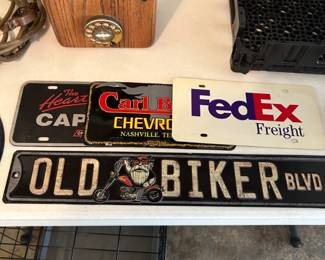 The
Heart
CAP
Carl B
CHEVRO
NASHVILLE, TE
FedEx
Freight
OLD BIKER BLVD